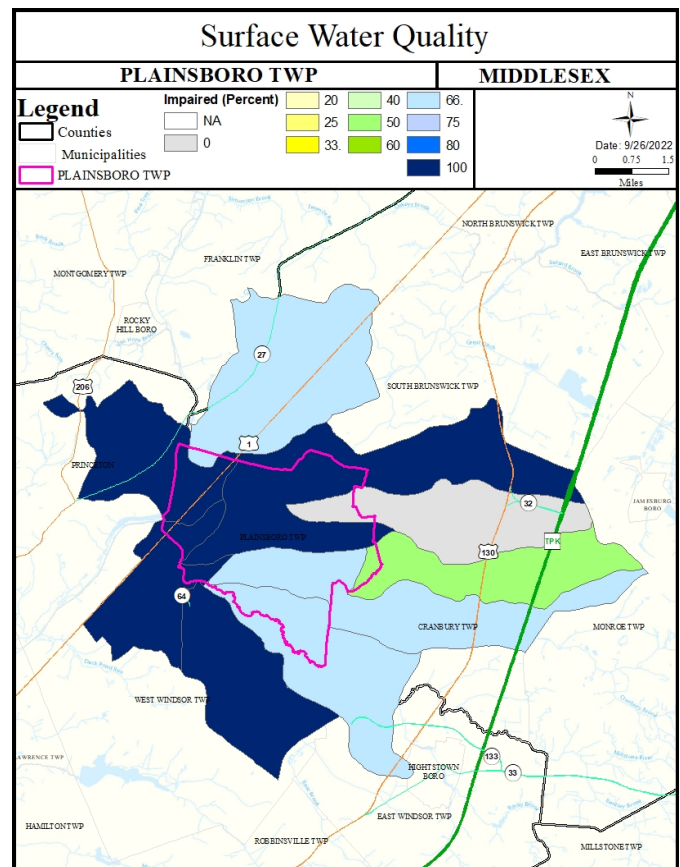 Surface Water Quality
PLAINSBORO TWP
MIDDLESEX
Legend
Counties
Municipalities
PLAINSBORO TWP
Impaired (Percent)
NA
0
20
25
33.
40
50
60
66.
75
80
100
N
Date: 9/26/2022
0 0.75 1.5
Miles
NORTH BRUNSWICK TWP
EAST BRUNSWICK TWP
FRANKLIN TWP
MONTGOMERY TWP
ROCKY
HILL BORO
27
SOUTH BRUNSWICK TWP
206
1
PRINCETON
32
JAMESBURG
BORO
PLAINSBORO TWP
TPK
130
64
CRANBURY TWP
MONROE TWP
WEST WINDSOR TWP
LAWRENCE TWP
133
33
HIGHTSTOWN
BORO
EAST WINDSOR TWP
HAMILTON TWP
ROBBINSVILLE TWP
MILLSTONE TWP